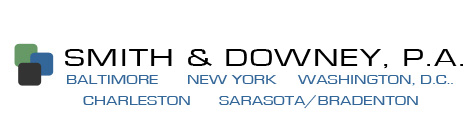 SMITH & DOWNEY, P.A.
BALTIMORE NEW YORK WASHINGTON, D.C..
CHARLESTON SARASOTA/BRADENTON